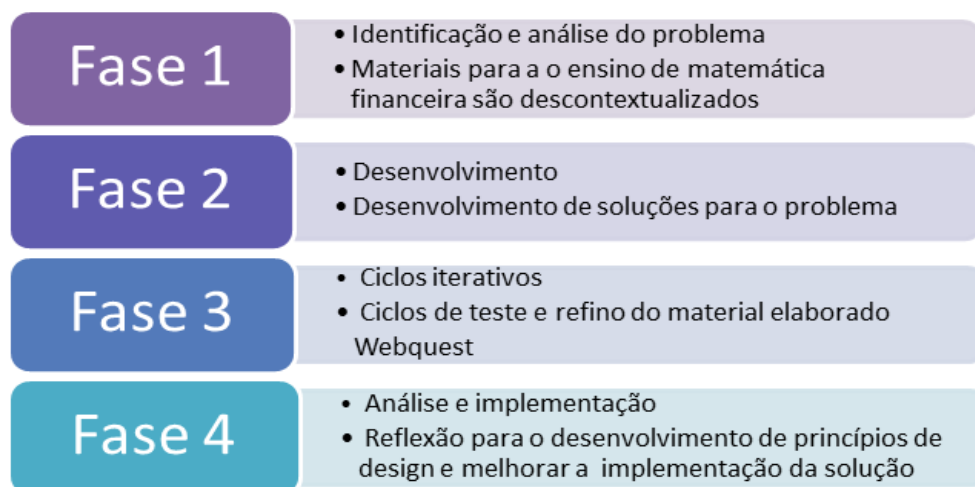 Fase 1
• Identificação e análise do problema
• Materiais para a o ensino de matemática
financeira são descontextualizados
Fase 2
• Desenvolvimento
• Desenvolvimento de soluções para o problema
Fase 3
• Ciclos iterativos
• Ciclos de teste e refino do material elaborado
Webquest
Fase 4
• Análise e implementação
• Reflexão para o desenvolvimento de princípios de
design e melhorar a implementação da solução